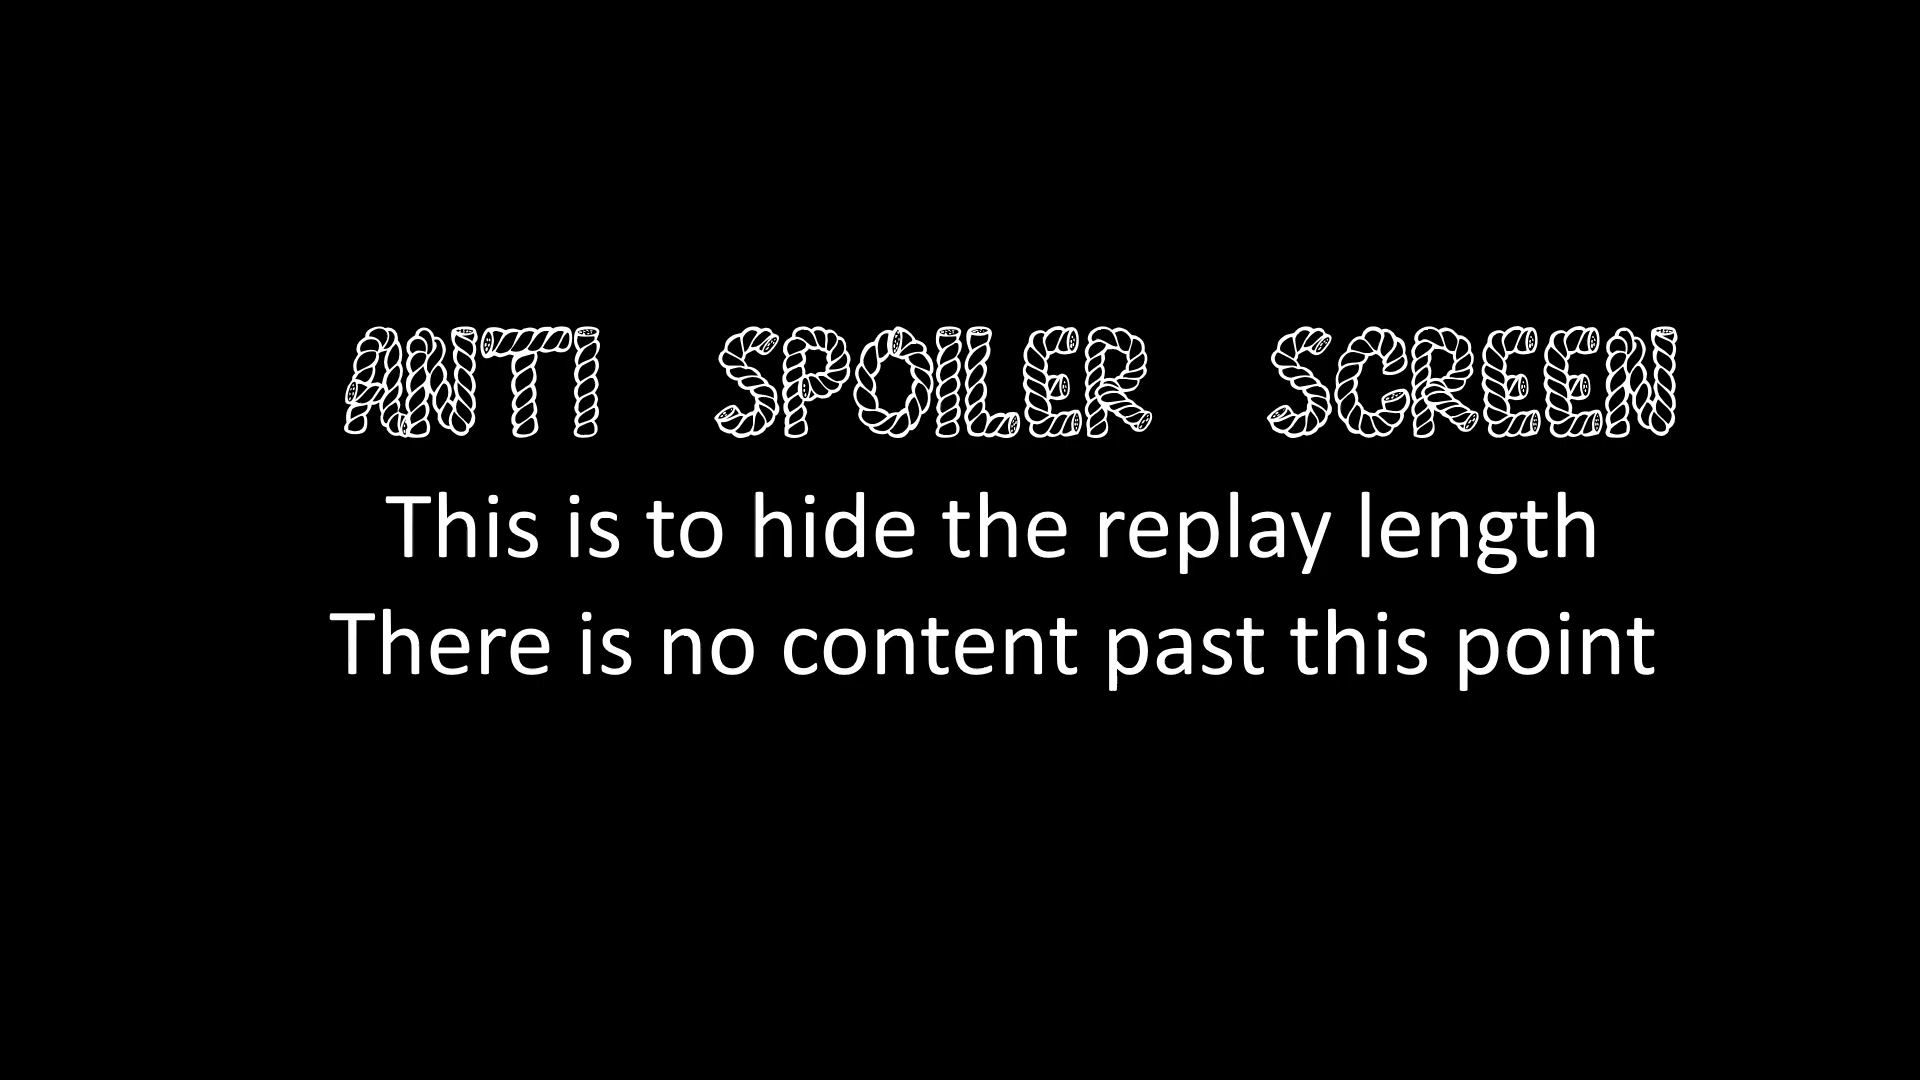 ANTI SPOILER SCREEN
This is to hide the replay length
There is no content past this point